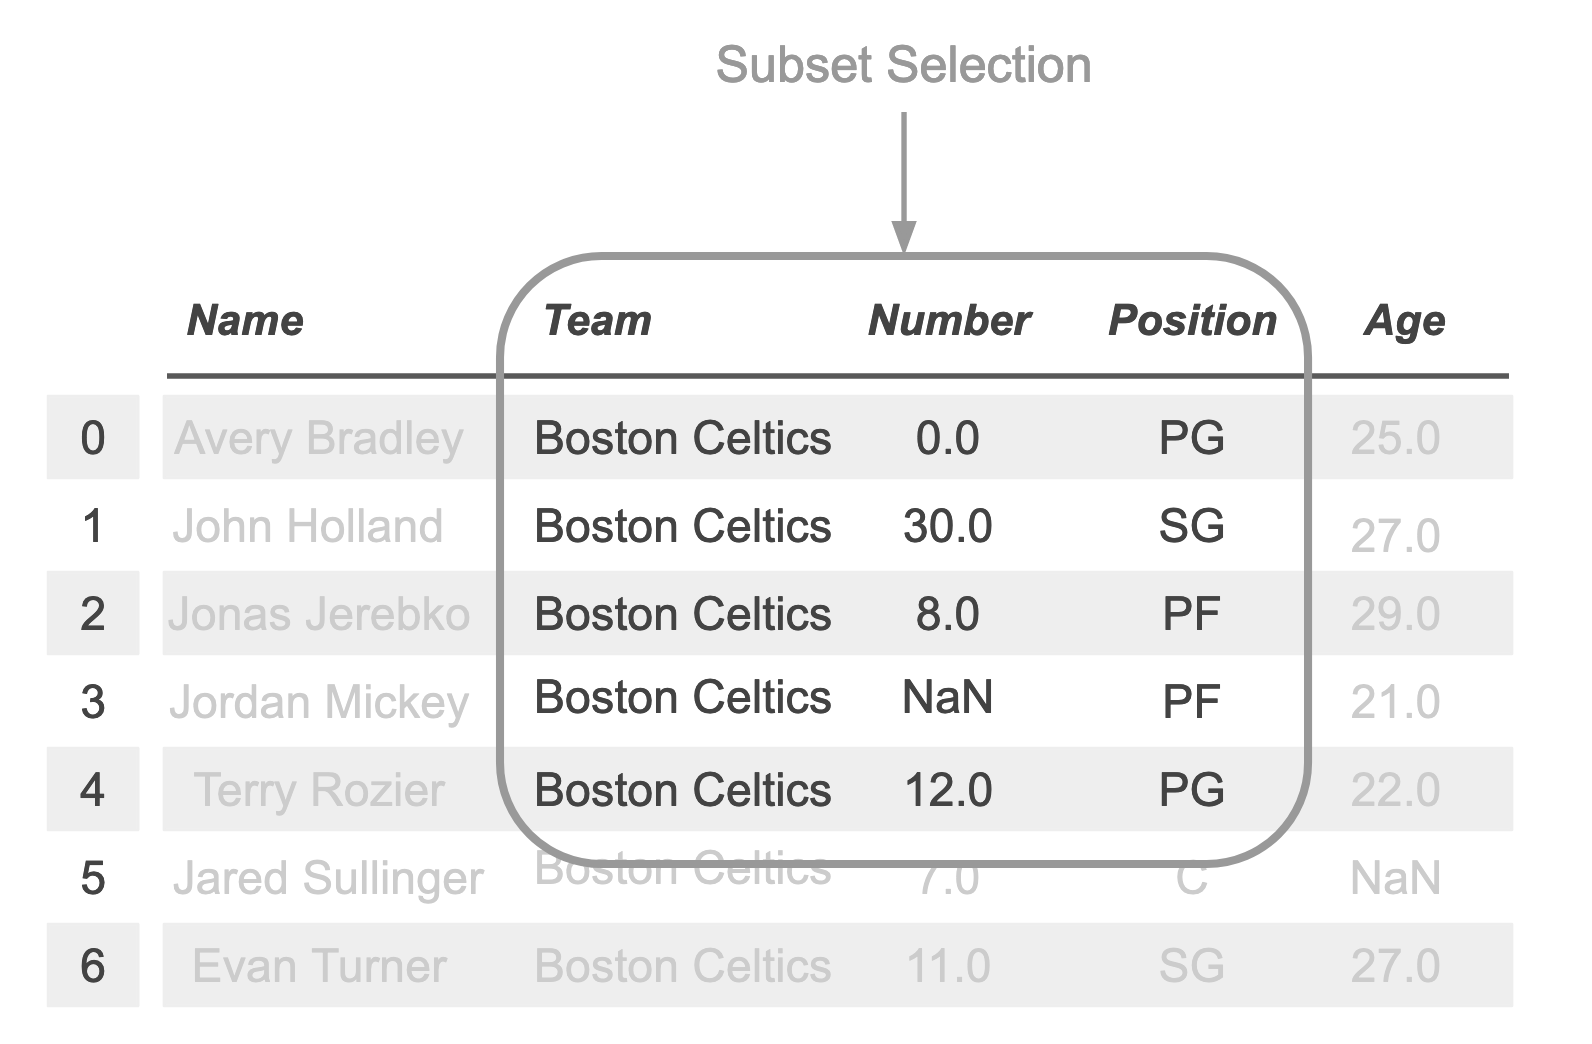 Subset Selection
Name Team Number Position Age
0 Avery Bradley Boston Celtics 0.0 PG 25.0
1 John Holland Boston Celtics 30.0 SG 27.0
2 Jonas Jerebko Boston Celtics 8.0 PF 29.0
3 Jordan Mickey Boston Celtics NaN PF 21.0
4 Terry Rozier Boston Celtics 12.0 PG 22.0
5 Jared Sullinger Boston Celtics 7.0 C NaN
6 Evan Turner Boston Celtics 11.0 SG 27.0